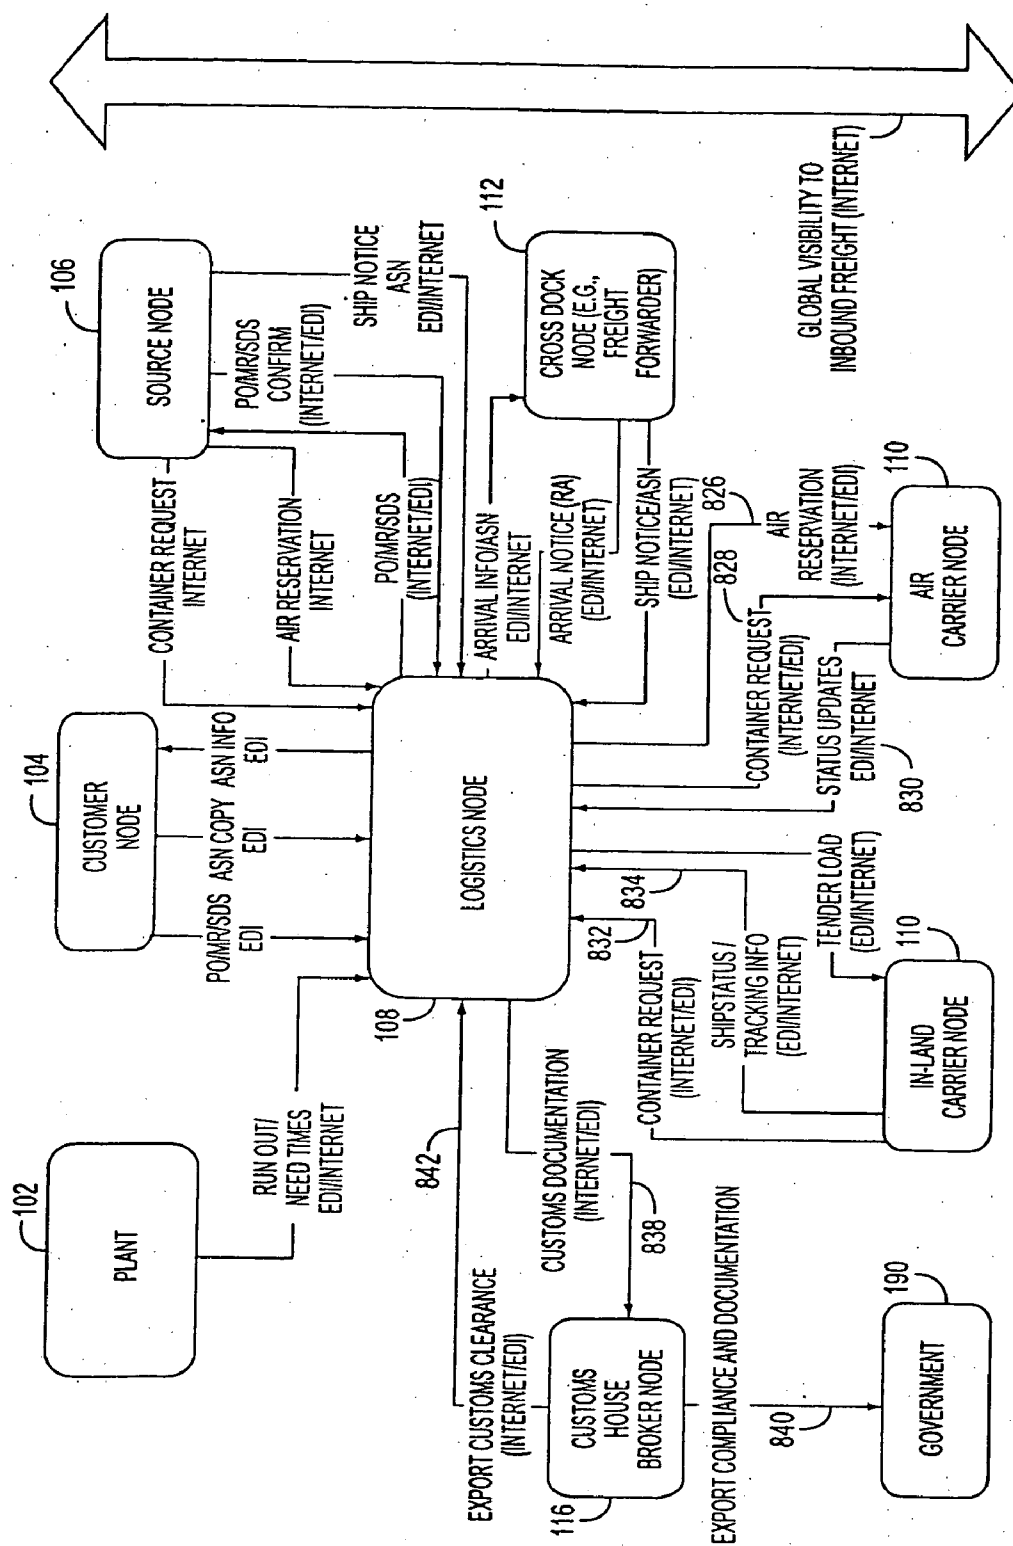 102
PLANT
RUN OUT/
NEED TIMES
EDI/INTERNET
104
CUSTOMER
NODE
PO/MR/SDS
EDI
ASN COPY
EDI
ASN INFO
EDI
106
SOURCE NODE
CONTAINER REQUEST
INTERNET
AIR RESERVATION
INTERNET
PO/MR/SDS
(INTERNET/EDI)
PO/MR/SDS
CONFIRM
(INTERNET/EDI)
SHIP NOTICE
ASN
EDI/INTERNET
108
LOGISTICS NODE
112
CROSS DOCK
NODE (E.G.,
FREIGHT
FORWARDER)
ARRIVAL INFO/ASN
EDI/INTERNET
ARRIVAL NOTICE (RA)
(EDI/INTERNET)
SHIP NOTICE/ASN
(EDI/INTERNET)
842
EXPORT CUSTOMS CLEARANCE
(INTERNET/EDI)
CUSTOMS DOCUMENTATION
(INTERNET/EDI)
838
116
CUSTOMS
HOUSE
BROKER NODE
EXPORT COMPLIANCE AND DOCUMENTATION
840
190
GOVERNMENT
832
CONTAINER REQUEST
(INTERNET/EDI)
834
SHIPSTATUS /
TRACKING INFO
(EDI/INTERNET)
TENDER LOAD
(EDI/INTERNET)
110
IN-LAND
CARRIER NODE
826
AIR
RESERVATION
(INTERNET/EDI)
828
CONTAINER REQUEST
(INTERNET/EDI)
STATUS UPDATES
EDI/INTERNET
830
110
AIR
CARRIER NODE
GLOBAL VISIBILITY TO
INBOUND FREIGHT (INTERNET)